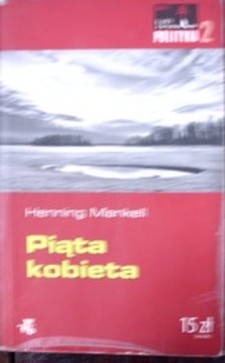 POLITYKA 2
Henning Mankell
Piąta
kobieta
15 zł